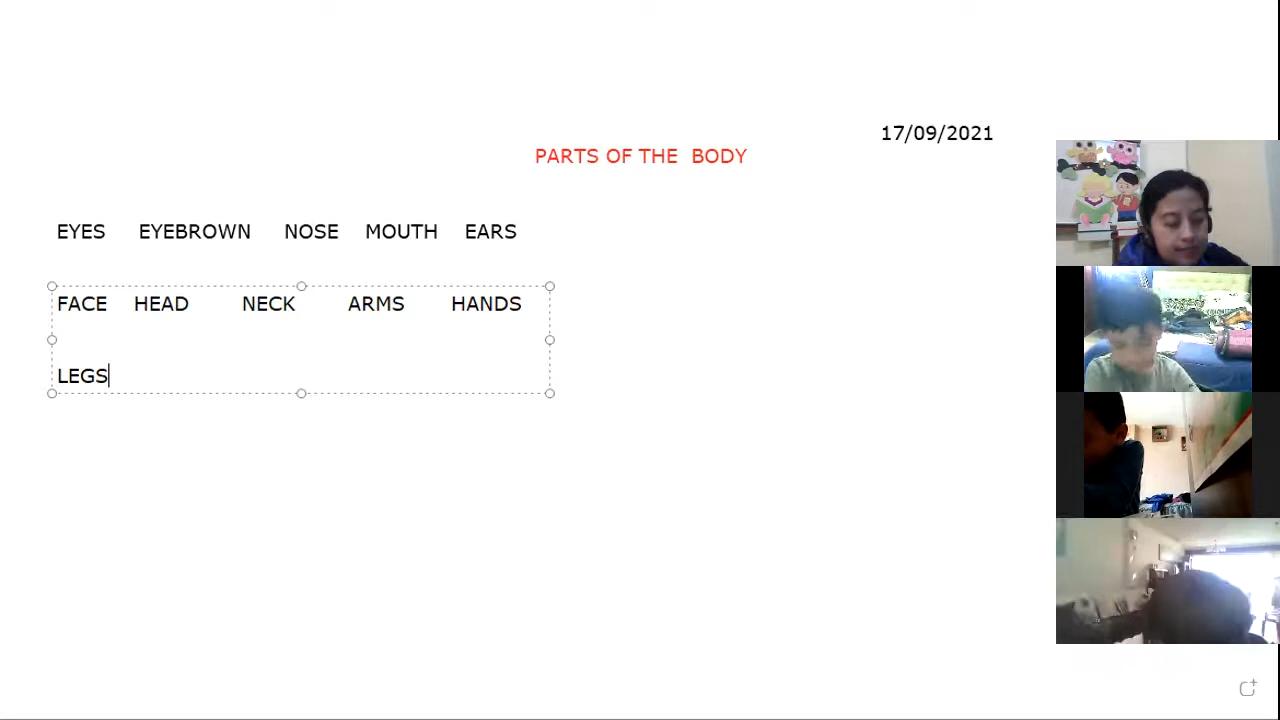 17/09/2021
PARTS OF THE BODY
EYES EYEBROWN NOSE MOUTH EARS
FACE HEAD NECK ARMS HANDS
LEGS